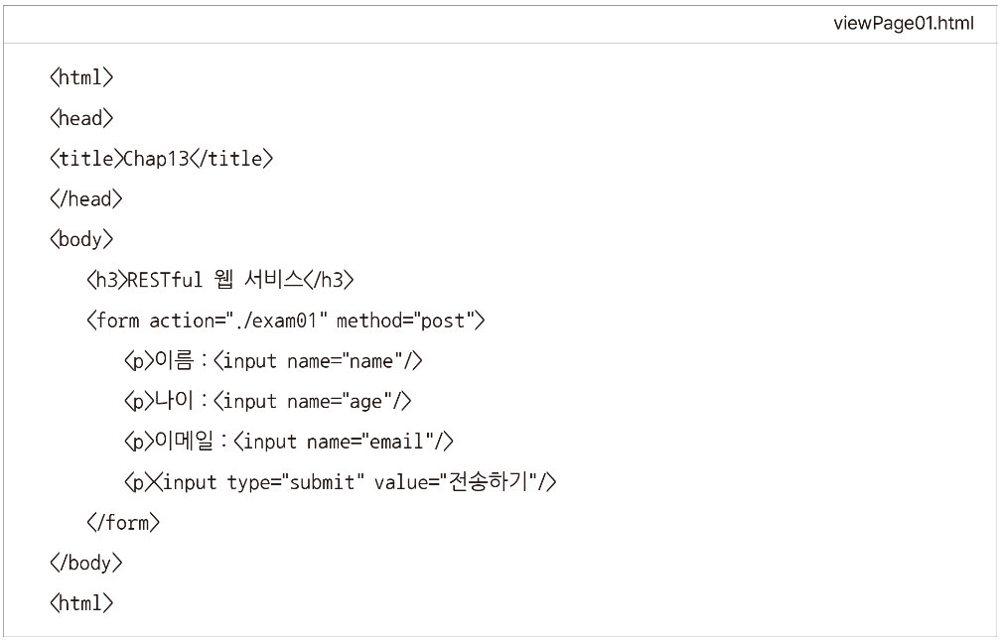 viewPage01.html
<html>
<head>
<title>Chap13</title>
</head>
<body>
<h3>RESTful 웹 서비스</h3>
<form action="./exam01" method="post">
<p>이름 : <input name="name"/>
<p>나이 : <input name="age"/>
<p>이메일 : <input name="email"/>
<p><input type="submit" value="전송하기"/>
</form>
</body>
<html>